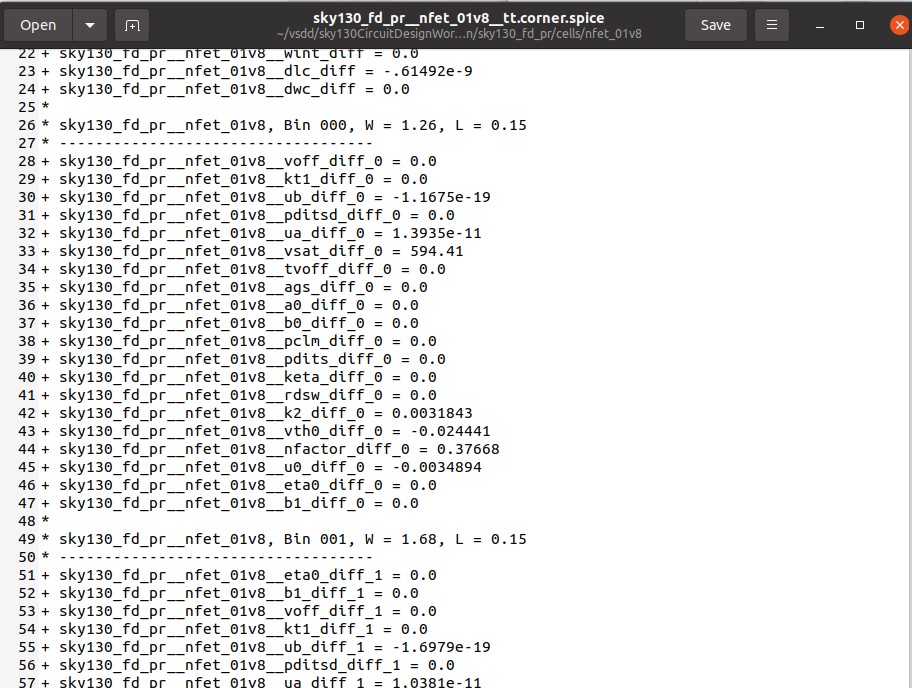 Open
sky130_fd_pr__nfet_01v8__tt.corner.spice
~/vsdd/sky130CircuitDesignWor...n/sky130_fd_pr/cells/nfet_01v8
Save
22 + sky130_fd_pr__nfet_01v8__wint_diff = 0.0
23 + sky130_fd_pr__nfet_01v8__dlc_diff = -.61492e-9
24 + sky130_fd_pr__nfet_01v8__dwc_diff = 0.0
25 *
26 * sky130_fd_pr__nfet_01v8, Bin 000, W = 1.26, L = 0.15
27 * -----------------------------------
28 + sky130_fd_pr__nfet_01v8__voff_diff_0 = 0.0
29 + sky130_fd_pr__nfet_01v8__kt1_diff_0 = 0.0
30 + sky130_fd_pr__nfet_01v8__ub_diff_0 = -1.1675e-19
31 + sky130_fd_pr__nfet_01v8__pditsd_diff_0 = 0.0
32 + sky130_fd_pr__nfet_01v8__ua_diff_0 = 1.3935e-11
33 + sky130_fd_pr__nfet_01v8__vsat_diff_0 = 594.41
34 + sky130_fd_pr__nfet_01v8__tvoff_diff_0 = 0.0
35 + sky130_fd_pr__nfet_01v8__ags_diff_0 = 0.0
36 + sky130_fd_pr__nfet_01v8__a0_diff_0 = 0.0
37 + sky130_fd_pr__nfet_01v8__b0_diff_0 = 0.0
38 + sky130_fd_pr__nfet_01v8__pclm_diff_0 = 0.0
39 + sky130_fd_pr__nfet_01v8__pdits_diff_0 = 0.0
40 + sky130_fd_pr__nfet_01v8__keta_diff_0 = 0.0
41 + sky130_fd_pr__nfet_01v8__rdsw_diff_0 = 0.0
42 + sky130_fd_pr__nfet_01v8__k2_diff_0 = 0.0031843
43 + sky130_fd_pr__nfet_01v8__vth0_diff_0 = -0.024441
44 + sky130_fd_pr__nfet_01v8__nfactor_diff_0 = 0.37668
45 + sky130_fd_pr__nfet_01v8__u0_diff_0 = -0.0034894
46 + sky130_fd_pr__nfet_01v8__eta0_diff_0 = 0.0
47 + sky130_fd_pr__nfet_01v8__b1_diff_0 = 0.0
48 *
49 * sky130_fd_pr__nfet_01v8, Bin 001, W = 1.68, L = 0.15
50 * -----------------------------------
51 + sky130_fd_pr__nfet_01v8__eta0_diff_1 = 0.0
52 + sky130_fd_pr__nfet_01v8__b1_diff_1 = 0.0
53 + sky130_fd_pr__nfet_01v8__voff_diff_1 = 0.0
54 + sky130_fd_pr__nfet_01v8__kt1_diff_1 = 0.0
55 + sky130_fd_pr__nfet_01v8__ub_diff_1 = -1.6979e-19
56 + sky130_fd_pr__nfet_01v8__pditsd_diff_1 = 0.0
57 + sky130_fd_pr__nfet_01v8__ua_diff_1 = 1.0381e-11